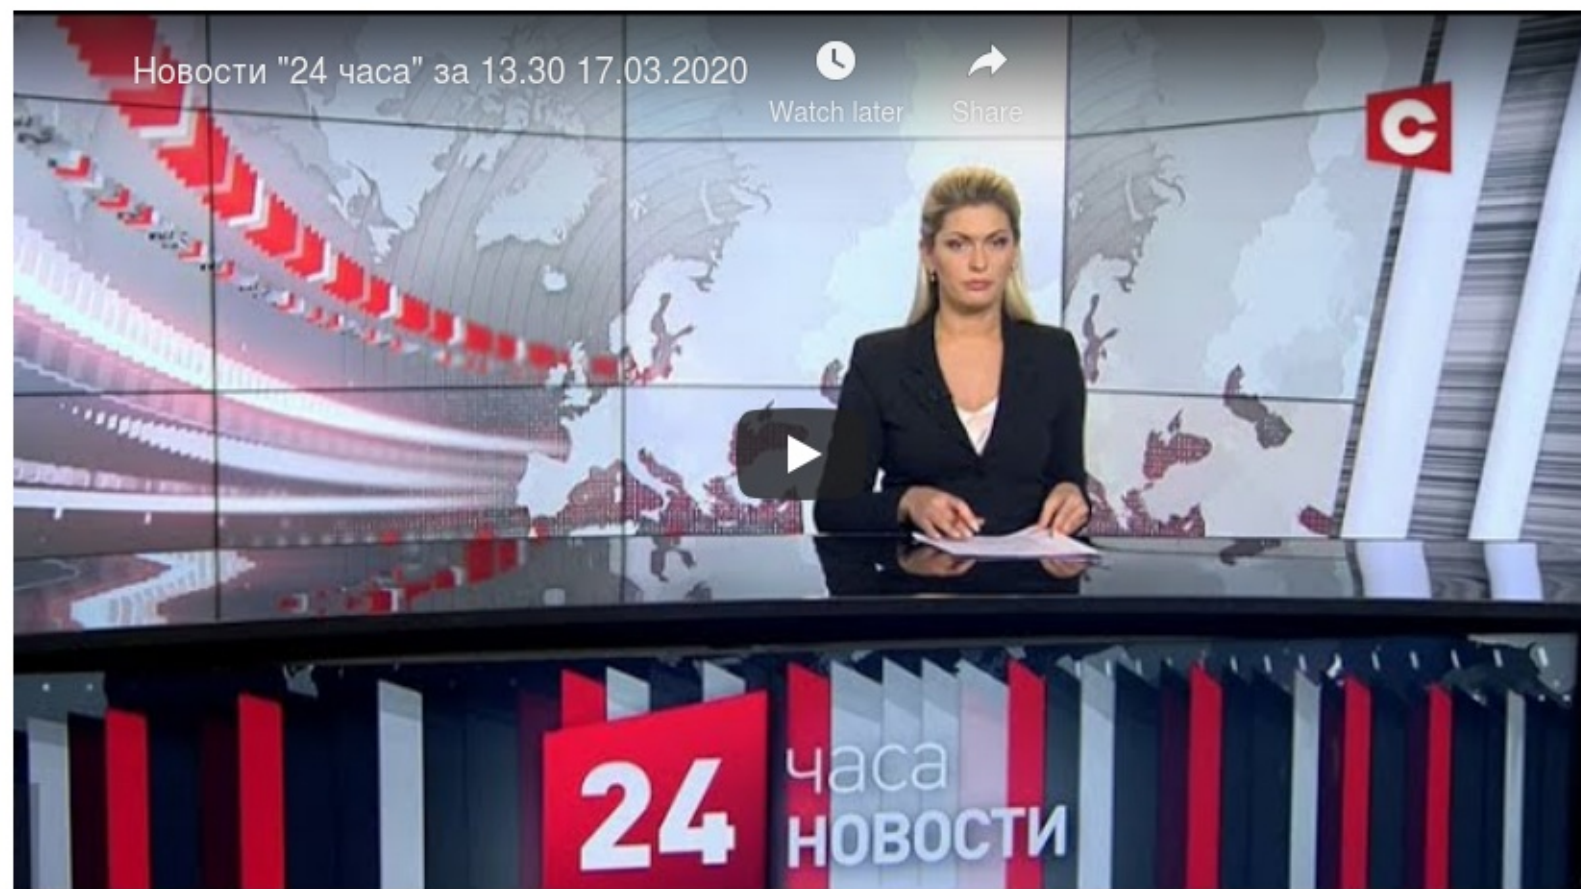 Новости "24 часа" за 13.30 17.03.2020
Watch later
Share
С
24 часа
новости